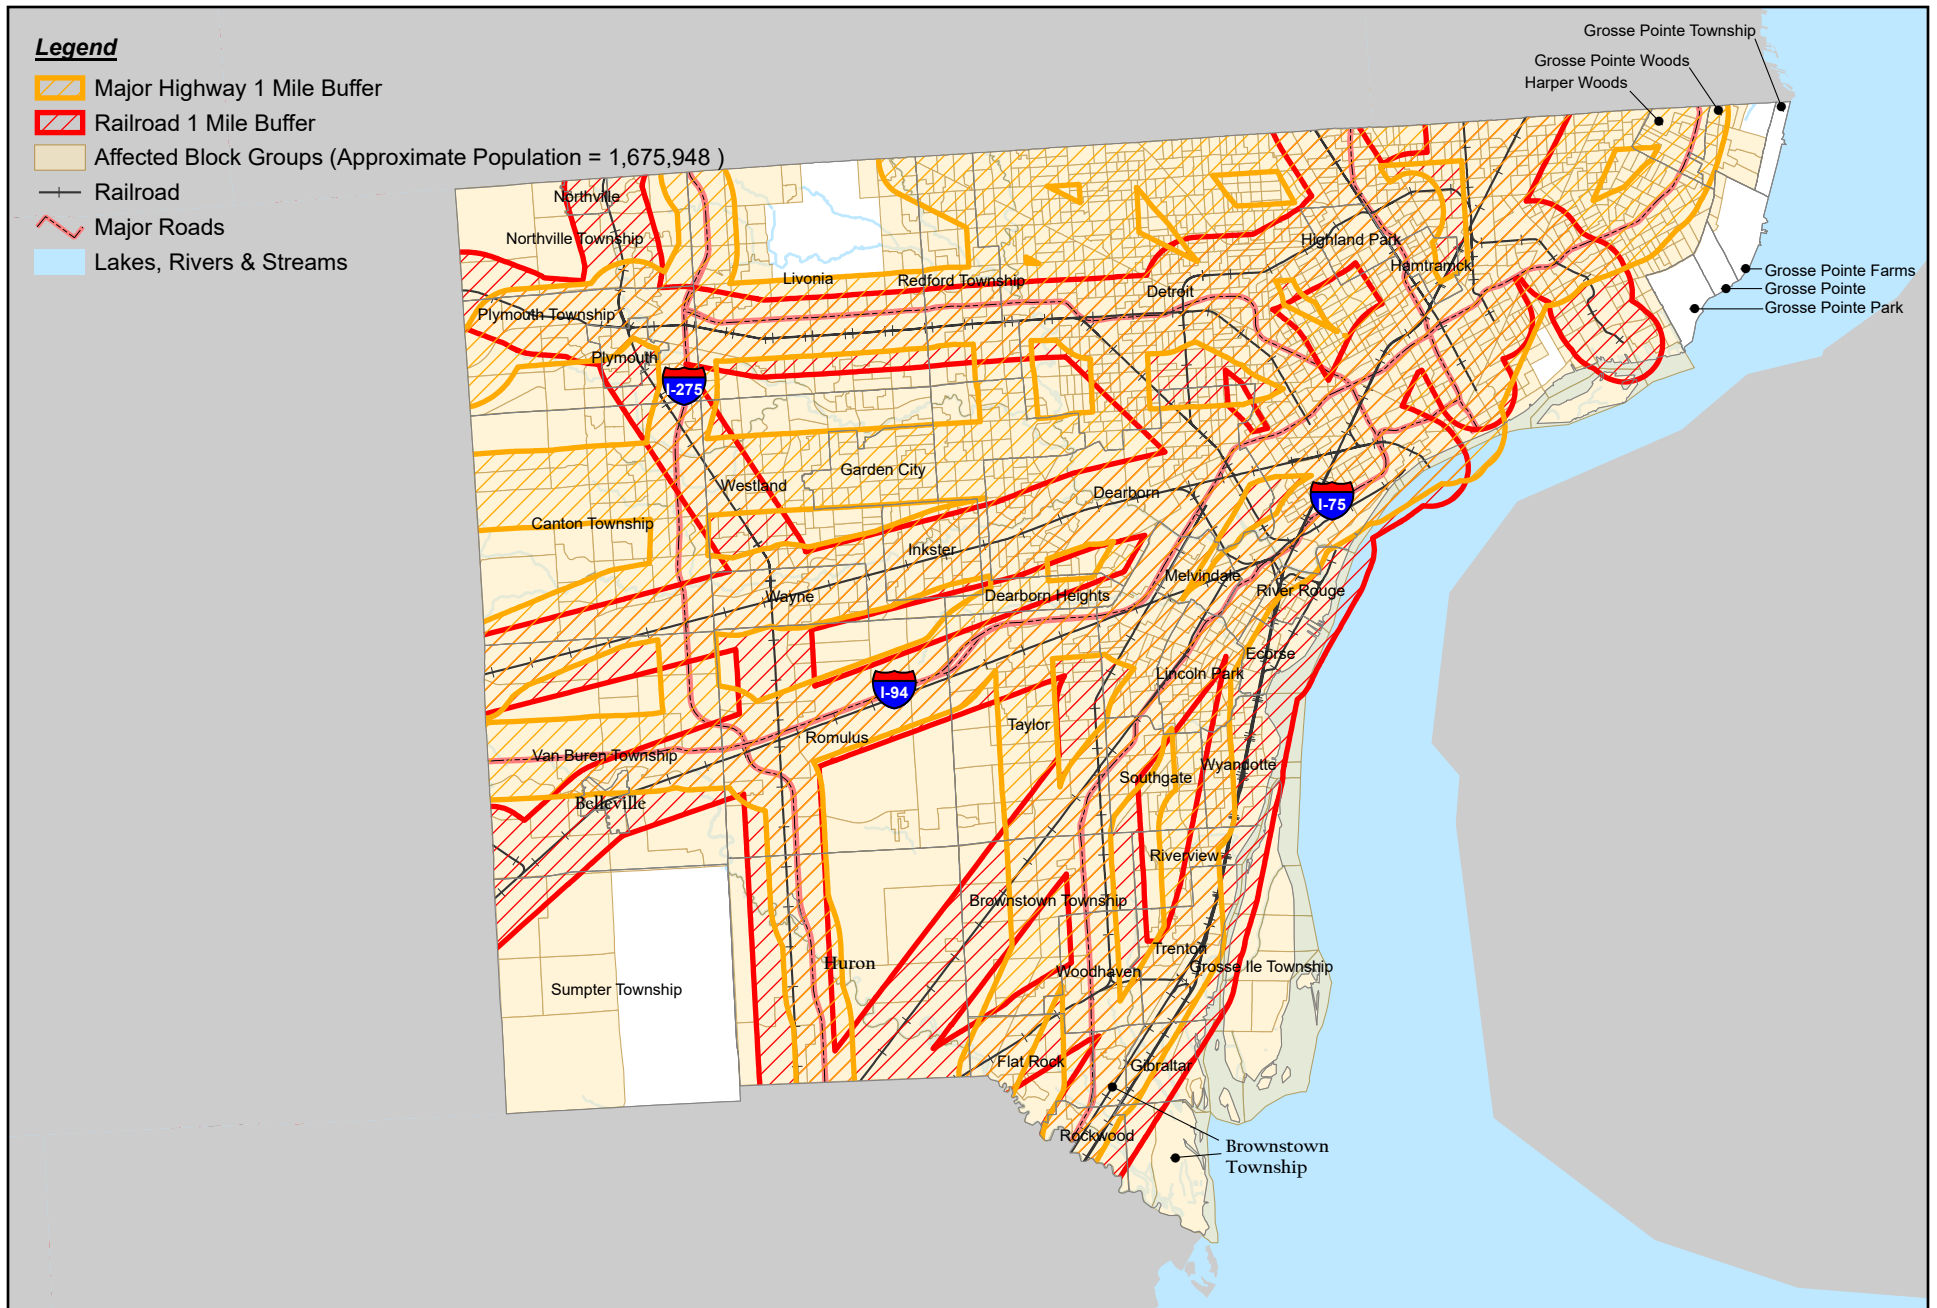 Legend
Major Highway 1 Mile Buffer
Railroad 1 Mile Buffer
Affected Block Groups (Approximate Population = 1,675,948 )
Railroad
Major Roads
Lakes, Rivers & Streams
Grosse Pointe Township
Grosse Pointe Woods
Harper Woods
Northville
Northville Township
Livonia
Redford Township
Highland Park
Hamtramck
Detroit
Grosse Pointe Farms
Grosse Pointe
Grosse Pointe Park
Plymouth Township
Plymouth
I-275
Garden City
Westland
Dearborn
I-75
Canton Township
Inkster
Wayne
Dearborn Heights
Melvindale
River Rouge
Ecorse
Lincoln Park
I-94
Taylor
Romulus
Van Buren Township
Belleville
Southgate
Wyandotte
Riverview
Brownstown Township
Trenton
Huron
Woodhaven
Grosse Ile Township
Sumpter Township
Flat Rock
Gibraltar
Rockwood
Brownstown
Township